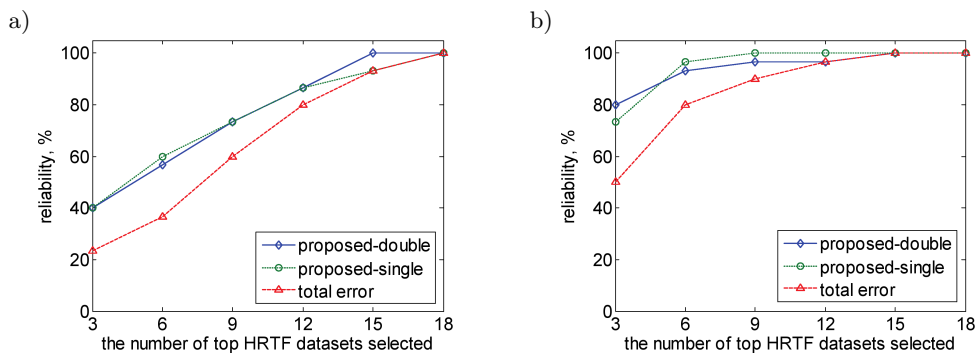 a)
100
80
60
40
20
0
reliability, %
3 6 9 12 15 18
the number of top HRTF datasets selected
proposed-double
proposed-single
total error
b)
100
80
60
40
20
0
reliability, %
3 6 9 12 15 18
the number of top HRTF datasets selected
proposed-double
proposed-single
total error